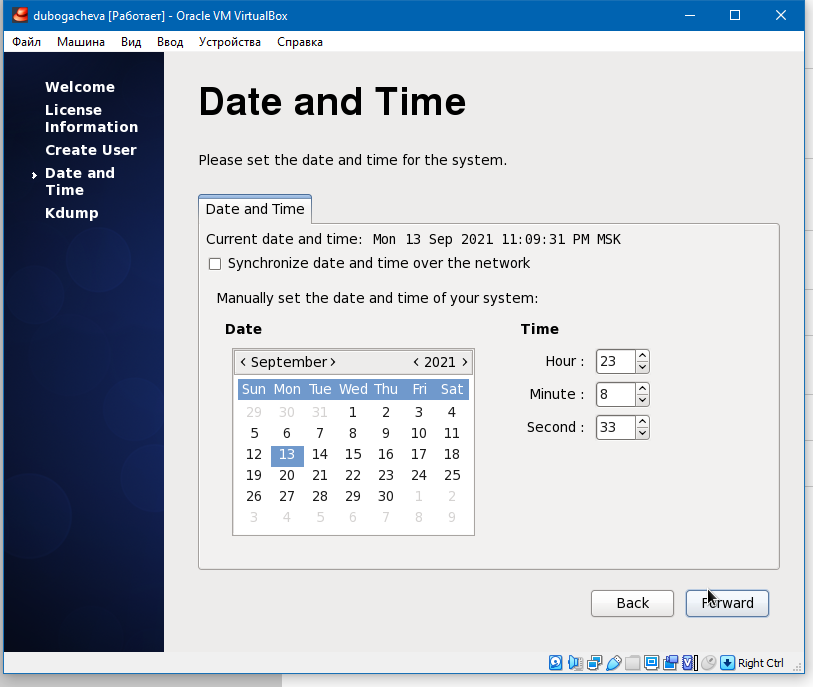 dubogacheva [Работает] - Oracle VM VirtualBox
Файл Машина Вид Ввод Устройства Справка
Welcome
License
Information
Create User
Date and
Time
Kdump
Date and Time
Please set the date and time for the system.
Date and Time
Current date and time: Mon 13 Sep 2021 11:09:31 PM MSK
Synchronize date and time over the network
Manually set the date and time of your system:
Date
‹ September › ‹ 2021 ›
Sun Mon Tue Wed Thu Fri Sat
29 30 31 1 2 3 4
5 6 7 8 9 10 11
12 13 14 15 16 17 18
19 20 21 22 23 24 25
26 27 28 29 30 1 2
3 4 5 6 7 8 9
Time
Hour : 23
Minute : 8
Second : 33
Back Forward
Right Ctrl